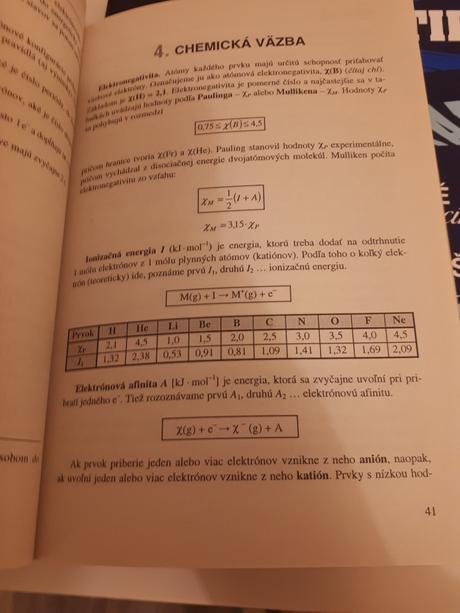 4. CHEMICKÁ VÄZBA
Elektronegativita. Atómy každého prvku majú určitú schopnosť priťahovať
väzbové elektróny. Označujeme ju ako atómová elektronegativita, χ(B) (čítaj chí).
Základom je χ(H) = 2,1. Elektronegativita je pomerné číslo a najčastejšie sa v ta-
buľkách uvádzajú hodnoty podľa Paulinga – χP alebo Mullikena – χM. Hodnoty χP
sa pohybujú v rozmedzí
0,75 ≤ χ(B) ≤ 4,5
pričom hranice tvoria χ(Fr) a χ(He). Pauling stanovil hodnoty χP experimentálne,
pričom vychádzal z disociačnej energie dvojatómových molekúl. Mulliken počíta
elektronegativitu zo vzťahu:
χM = 1/2 (I + A)
χM = 3,15·χP
Ionizačná energia I (kJ·mol⁻¹) je energia, ktorú treba dodať na odtrhnutie
1 mólu elektrónov z 1 mólu plynných atómov (katiónov). Podľa toho o koľký elek-
trón (teoreticky) ide, poznáme prvú I₁, druhú I₂ … ionizačnú energiu.
M(g) + I → M⁺(g) + e⁻
Prvok H He Li Be B C N O F Ne
χP 2,1 4,5 1,0 1,5 2,0 2,5 3,0 3,5 4,0 4,5
I₁ 1,32 2,38 0,53 0,91 0,81 1,09 1,41 1,32 1,69 2,09
Elektrónová afinita A [kJ·mol⁻¹] je energia, ktorá sa zvyčajne uvoľní pri pri-
bratí jedného e⁻. Tiež rozoznávame prvú A₁, druhú A₂ … elektrónovú afinitu.
χ(g) + e⁻ → χ⁻ (g) + A
Ak prvok priberie jeden alebo viac elektrónov vznikne z neho anión, naopak,
ak uvoľní jeden alebo viac elektrónov vznikne z neho katión. Prvky s nízkou hod-
41